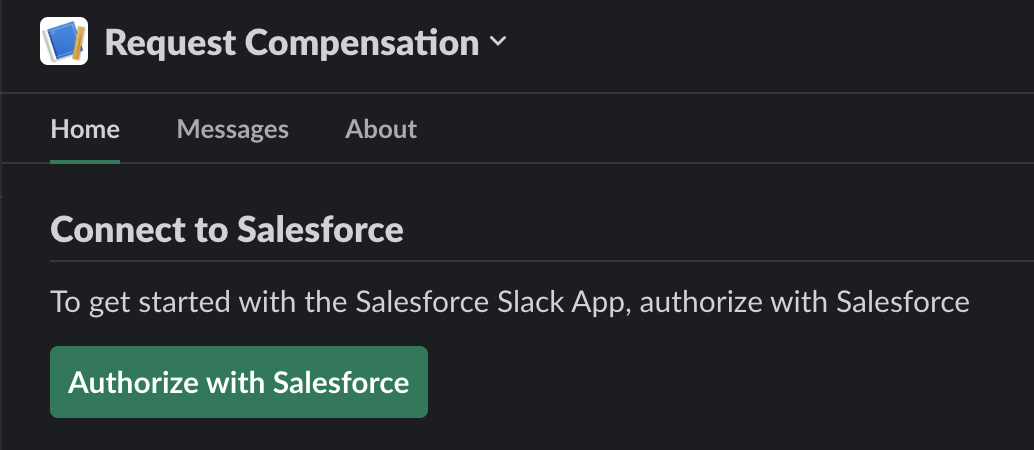 Request Compensation
Home Messages About
Connect to Salesforce
To get started with the Salesforce Slack App, authorize with Salesforce
Authorize with Salesforce